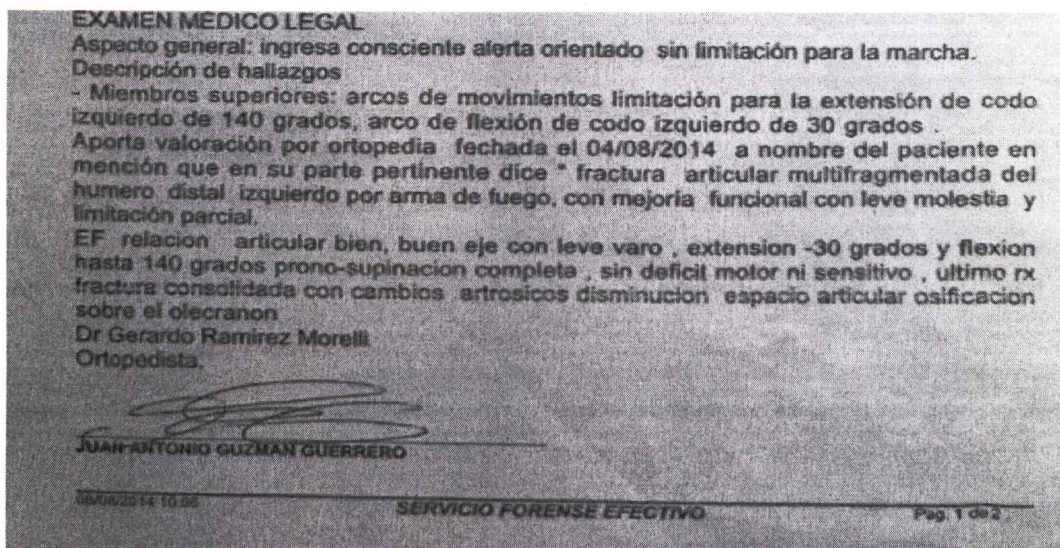 EXAMEN MÉDICO LEGAL
Aspecto general: ingresa consciente alerta orientado sin limitación para la marcha.
Descripción de hallazgos
- Miembros superiores: arcos de movimientos limitación para la extensión de codo
izquierdo de 140 grados, arco de flexión de codo izquierdo de 30 grados .
Aporta valoración por ortopedia fechada el 04/08/2014 a nombre del paciente en
mención que en su parte pertinente dice " fractura articular multifragmentada del
humero distal izquierdo por arma de fuego, con mejoria funcional con leve molestia y
limitación parcial,
EF relacion articular bien, buen eje con leve varo , extension -30 grados y flexion
hasta 140 grados prono-supinacion completa , sin deficit motor ni sensitivo , ultimo rx
fractura consolidada con cambios artrosicos disminucion espacio articular osificacion
sobre el olecranon
Dr Gerardo Ramirez Morelli
Ortopedista.
JUAN ANTONIO GUZMAN GUERRERO
SERVICIO FORENSE EFECTIVO
Pag. 1 de 2